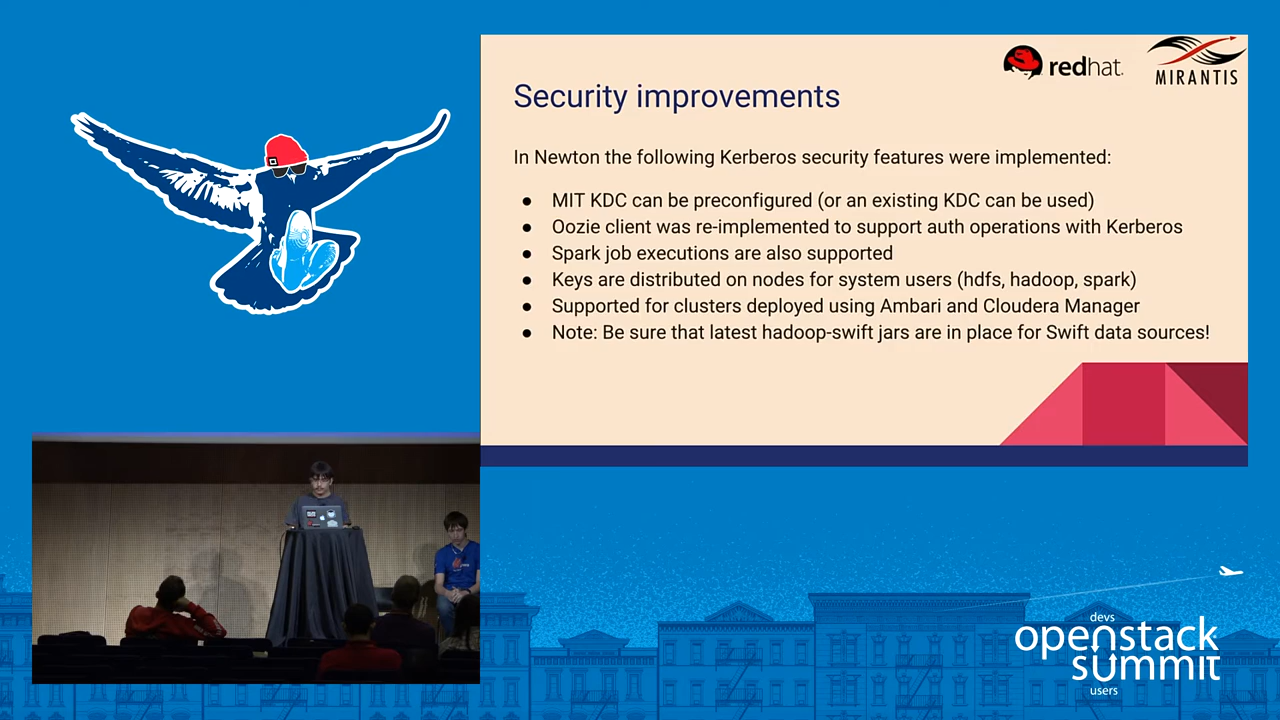 redhat.
MIRANTIS
Security improvements
In Newton the following Kerberos security features were implemented:
● MIT KDC can be preconfigured (or an existing KDC can be used)
● Oozie client was re-implemented to support auth operations with Kerberos
● Spark job executions are also supported
● Keys are distributed on nodes for system users (hdfs, hadoop, spark)
● Supported for clusters deployed using Ambari and Cloudera Manager
● Note: Be sure that latest hadoop-swift jars are in place for Swift data sources!
devs
openstack
summit
users